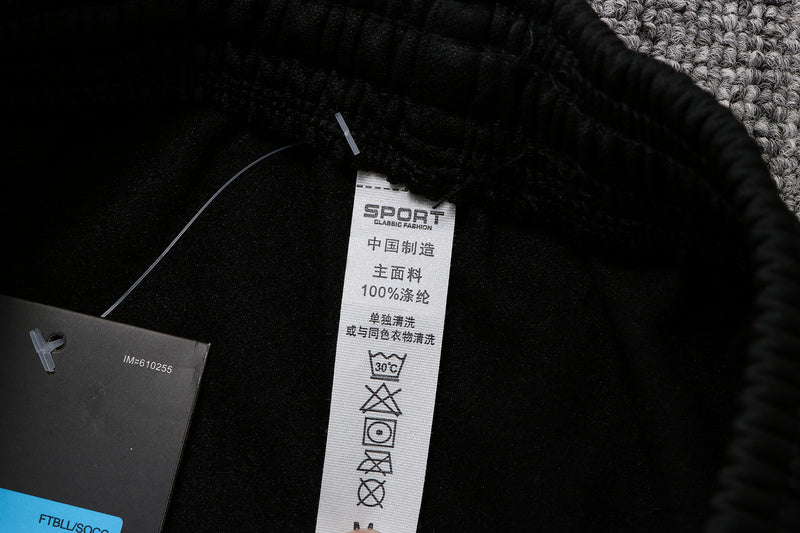 SPORT
CLASSIC FASHION
中国制造
主面料
100%涤纶
单独清洗
或与同色衣物清洗
30°C
M
IM=610255
FTBLL/SOCC